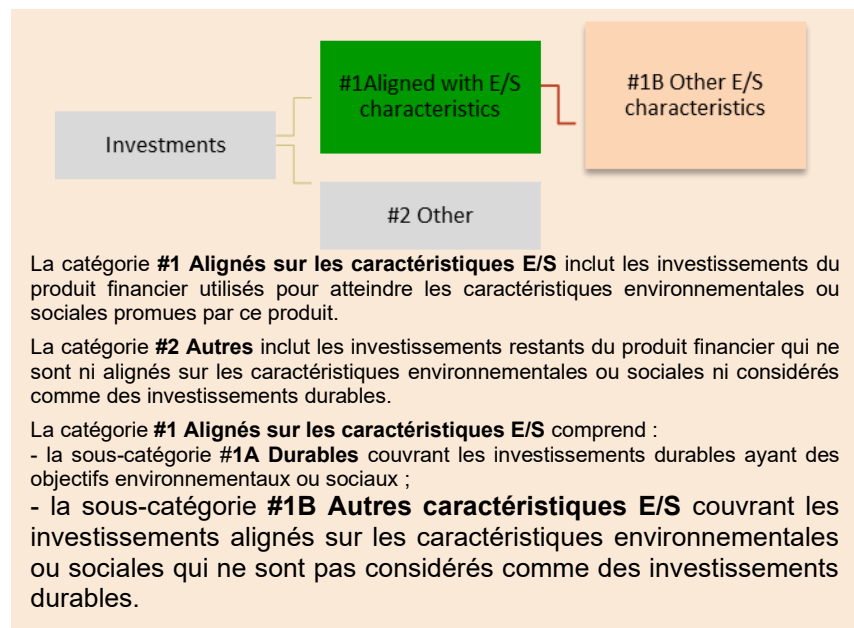 #1Aligned with E/S
characteristics
#1B Other E/S
characteristics
Investments
#2 Other
La catégorie #1 Alignés sur les caractéristiques E/S inclut les investissements du
produit financier utilisés pour atteindre les caractéristiques environnementales ou
sociales promues par ce produit.
La catégorie #2 Autres inclut les investissements restants du produit financier qui ne
sont ni alignés sur les caractéristiques environnementales ou sociales ni considérés
comme des investissements durables.
La catégorie #1 Alignés sur les caractéristiques E/S comprend :
- la sous-catégorie #1A Durables couvrant les investissements durables ayant des
objectifs environnementaux ou sociaux ;
- la sous-catégorie #1B Autres caractéristiques E/S couvrant les
investissements alignés sur les caractéristiques environnementales
ou sociales qui ne sont pas considérés comme des investissements
durables.